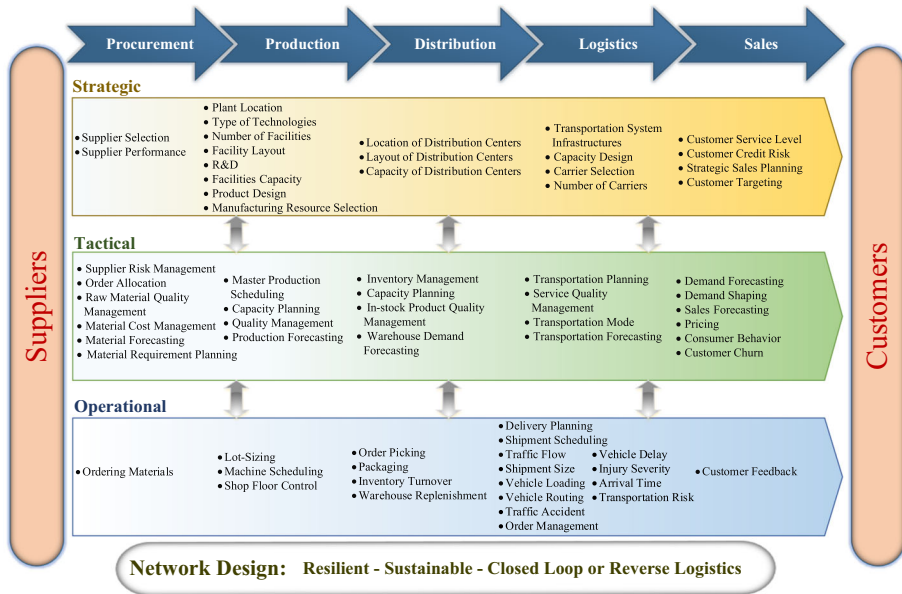 Procurement
Production
Distribution
Logistics
Sales
Suppliers
Customers
Strategic
• Supplier Selection
• Supplier Performance
• Plant Location
• Type of Technologies
• Number of Facilities
• Facility Layout
• R&D
• Facilities Capacity
• Product Design
• Manufacturing Resource Selection
• Location of Distribution Centers
• Layout of Distribution Centers
• Capacity of Distribution Centers
• Transportation System
Infrastructures
• Capacity Design
• Carrier Selection
• Number of Carriers
• Customer Service Level
• Customer Credit Risk
• Strategic Sales Planning
• Customer Targeting
Tactical
• Supplier Risk Management
• Order Allocation
• Raw Material Quality
Management
• Material Cost Management
• Material Forecasting
• Material Requirement Planning
• Master Production
Scheduling
• Capacity Planning
• Quality Management
• Production Forecasting
• Inventory Management
• Capacity Planning
• In-stock Product Quality
Management
• Warehouse Demand
Forecasting
• Transportation Planning
• Service Quality
Management
• Transportation Mode
• Transportation Forecasting
• Demand Forecasting
• Demand Shaping
• Sales Forecasting
• Pricing
• Consumer Behavior
• Customer Churn
Operational
• Ordering Materials
• Lot-Sizing
• Machine Scheduling
• Shop Floor Control
• Order Picking
• Packaging
• Inventory Turnover
• Warehouse Replenishment
• Delivery Planning
• Shipment Scheduling
• Traffic Flow
• Shipment Size
• Vehicle Loading
• Vehicle Routing
• Traffic Accident
• Order Management
• Vehicle Delay
• Injury Severity
• Arrival Time
• Transportation Risk
• Customer Feedback
Network Design: Resilient - Sustainable - Closed Loop or Reverse Logistics